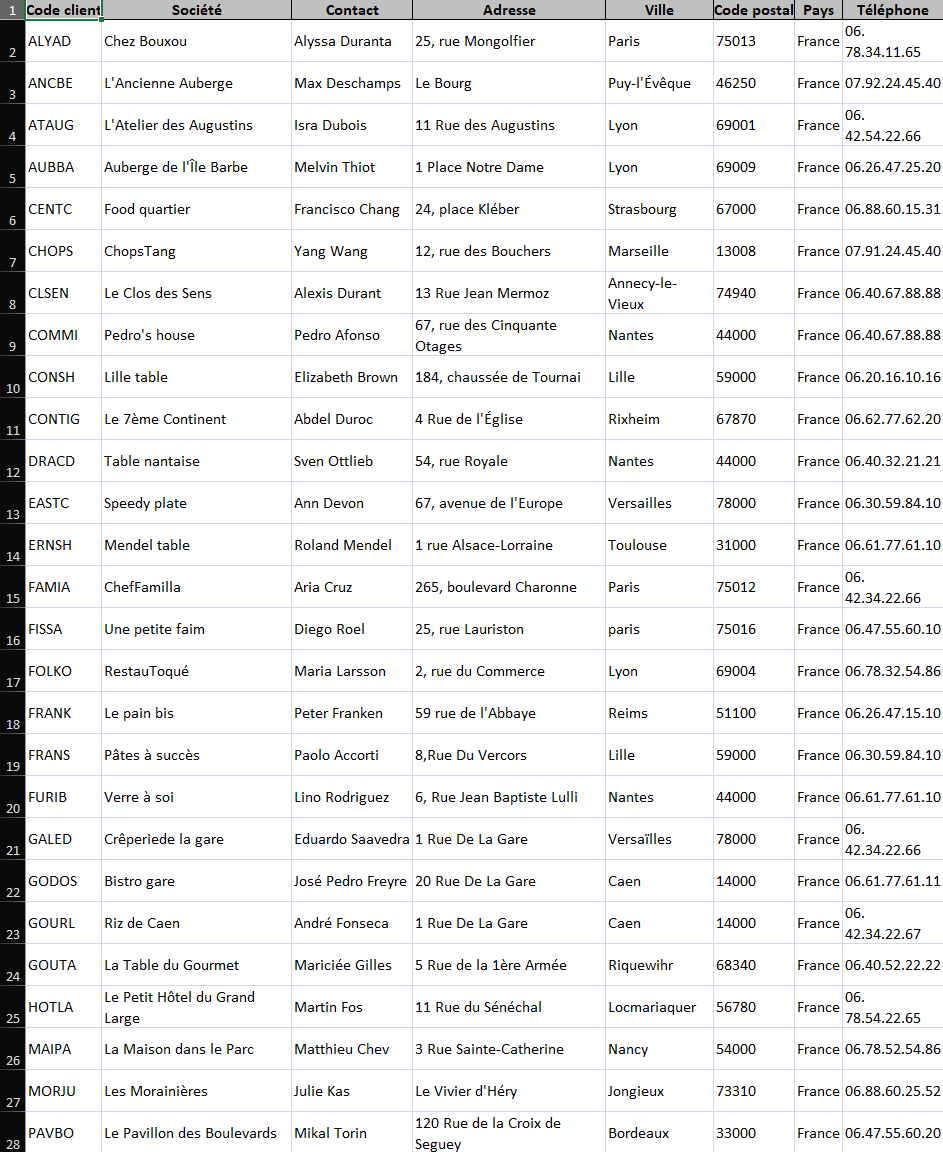 1 Code client Société Contact Adresse Ville Code postal Pays Téléphone
2 ALYAD Chez Bouxou Alyssa Duranta 25, rue Mongolfier Paris 75013 France 06. 78.34.11.65
3 ANCBE L'Ancienne Auberge Max Deschamps Le Bourg Puy-l'Évêque 46250 France 07.92.24.45.40
4 ATAUG L'Atelier des Augustins Isra Dubois 11 Rue des Augustins Lyon 69001 France 06. 42.54.22.66
5 AUBBA Auberge de l'Île Barbe Melvin Thiot 1 Place Notre Dame Lyon 69009 France 06.26.47.25.20
6 CENTC Food quartier Francisco Chang 24, place Kléber Strasbourg 67000 France 06.88.60.15.31
7 CHOPS ChopsTang Yang Wang 12, rue des Bouchers Marseille 13008 France 07.91.24.45.40
8 CLSEN Le Clos des Sens Alexis Durant 13 Rue Jean Mermoz Annecy-le-Vieux 74940 France 06.40.67.88.88
9 COMMI Pedro's house Pedro Afonso 67, rue des Cinquante Otages Nantes 44000 France 06.40.67.88.88
10 CONSH Lille table Elizabeth Brown 184, chaussée de Tournai Lille 59000 France 06.20.16.10.16
11 CONTIG Le 7ème Continent Abdel Duroc 4 Rue de l'Église Rixheim 67870 France 06.62.77.62.20
12 DRACD Table nantaise Sven Ottlieb 54, rue Royale Nantes 44000 France 06.40.32.21.21
13 EASTC Speedy plate Ann Devon 67, avenue de l'Europe Versailles 78000 France 06.30.59.84.10
14 ERNSH Mendel table Roland Mendel 1 rue Alsace-Lorraine Toulouse 31000 France 06.61.77.61.10
15 FAMIA ChefFamilla Aria Cruz 265, boulevard Charonne Paris 75012 France 06. 42.34.22.66
16 FISSA Une petite faim Diego Roel 25, rue Lauriston paris 75016 France 06.47.55.60.10
17 FOLKO RestauToqué Maria Larsson 2, rue du Commerce Lyon 69004 France 06.78.32.54.86
18 FRANK Le pain bis Peter Franken 59 rue de l'Abbaye Reims 51100 France 06.26.47.15.10
19 FRANS Pâtes à succès Paolo Accorti 8,Rue Du Vercors Lille 59000 France 06.30.59.84.10
20 FURIB Verre à soi Lino Rodriguez 6, Rue Jean Baptiste Lulli Nantes 44000 France 06.61.77.61.10
21 GALED Crêperiede la gare Eduardo Saavedra 1 Rue De La Gare Versaïlles 78000 France 06. 42.34.22.66
22 GODOS Bistro gare José Pedro Freyre 20 Rue De La Gare Caen 14000 France 06.61.77.61.11
23 GOURL Riz de Caen André Fonseca 1 Rue De La Gare Caen 14000 France 06. 42.34.22.67
24 GOUTA La Table du Gourmet Mariciée Gilles 5 Rue de la 1ère Armée Riquewihr 68340 France 06.40.52.22.22
25 HOTLA Le Petit Hôtel du Grand Large Martin Fos 11 Rue du Sénéchal Locmariaquer 56780 France 06. 78.54.22.65
26 MAIPA La Maison dans le Parc Matthieu Chev 3 Rue Sainte-Catherine Nancy 54000 France 06.78.52.54.86
27 MORJU Les Morainières Julie Kas Le Vivier d'Héry Jongieux 73310 France 06.88.60.25.52
28 PAVBO Le Pavillon des Boulevards Mikal Torin 120 Rue de la Croix de Seguey Bordeaux 33000 France 06.47.55.60.20